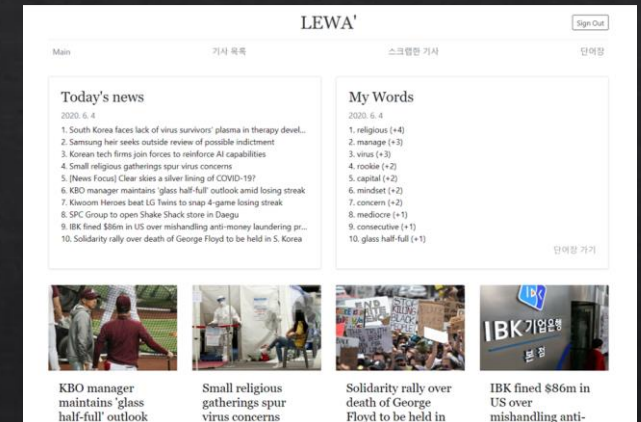 LEWA'
Sign Out
Main
기사 목록
스크랩한 기사
단어장
Today's news
2020. 6. 4
1. South Korea faces lack of virus survivors' plasma in therapy devel...
2. Samsung heir seeks outside review of possible indictment
3. Korean tech firms join forces to reinforce AI capabilities
4. Small religious gatherings spur virus concerns
5. [News Focus] Clear skies a silver lining of COVID-19?
6. KBO manager maintains 'glass half-full' outlook amid losing streak
7. Kiwoom Heroes beat LG Twins to snap 4-game losing streak
8. SPC Group to open Shake Shack store in Daegu
9. IBK fined $86m in US over mishandling anti-money laundering pr...
10. Solidarity rally over death of George Floyd to be held in S. Korea
My Words
2020. 6. 4
1. religious (+4)
2. manage (+3)
3. virus (+3)
4. rookie (+2)
5. capital (+2)
6. mindset (+2)
7. concern (+2)
8. mediocre (+1)
9. consecutive (+1)
10. glass half-full (+1)
단어장 가기
IBK 기업은행
본 점
KBO manager
maintains 'glass
half-full' outlook
Small religious
gatherings spur
virus concerns
Solidarity rally over
death of George
Floyd to be held in
IBK fined $86m in
US over
mishandling anti-